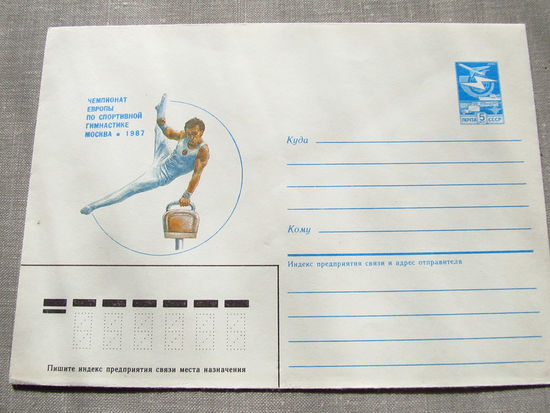 ЧЕМПИОНАТ
ЕВРОПЫ
ПО СПОРТИВНОЙ
ГИМНАСТИКЕ
МОСКВА • 1987
ПОЧТА 5 СССР
Куда
Кому
Индекс предприятия связи и адрес отправителя
Пишите индекс предприятия связи места назначения